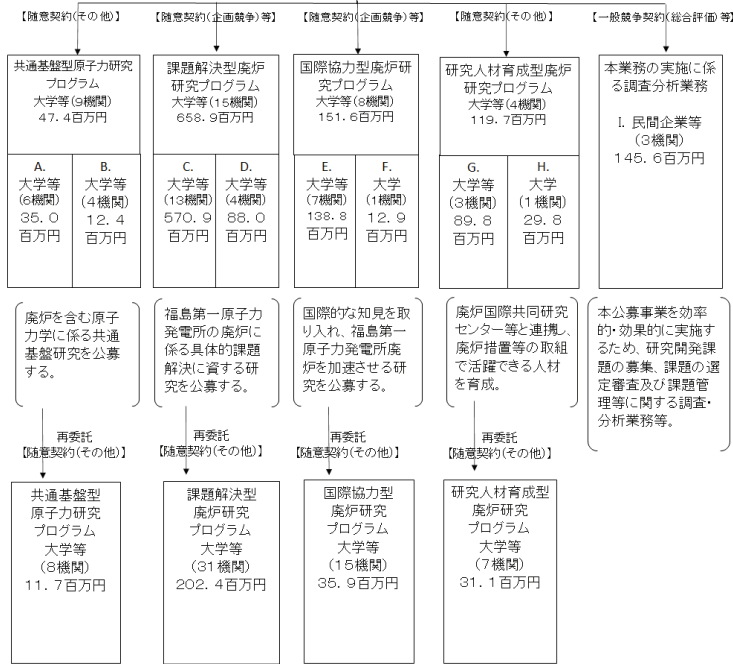 【随意契約(その他)】
【随意契約(企画競争)等】
【随意契約(企画競争)等】
【随意契約(その他)】
【一般競争契約(総合評価)等】
共通基盤型原子力研究
プログラム
大学等(9機関)
47.4百万円
課題解決型廃炉
研究プログラム
大学等(15機関)
658.9百万円
国際協力型廃炉研
究プログラム
大学等(8機関)
151.6百万円
研究人材育成型廃炉
研究プログラム
大学等(4機関)
119.7百万円
本業務の実施に係
る調査分析業務
I. 民間企業等
(3機関)
145.6百万円
A.
大学等
(6機関)
35.0
百万円
B.
大学等
(4機関)
12.4
百万円
C.
大学等
(13機関)
570.9
百万円
D.
大学等
(4機関)
88.0
百万円
E.
大学等
(7機関)
138.8
百万円
F.
大学
(1機関)
12.9
百万円
G.
大学等
(3機関)
89.8
百万円
H.
大学
(1機関)
29.8
百万円
廃炉を含む原子
力学に係る共通
基盤研究を公募
する。
福島第一原子力
発電所の廃炉に
係る具体的課題
解決に資する研
究を公募する。
国際的な知見を取
り入れ、福島第一
原子力発電所廃
炉を加速させる研
究を公募する。
廃炉国際共同研究
センター等と連携し、
廃炉措置等の取組
で活躍できる人材
を育成。
本公募事業を効率
的・効果的に実施す
るため、研究開発課
題の募集、課題の選
定審査及び課題管
理等に関する調査・
分析業務等。
再委託
【随意契約(その他)】
再委託
【随意契約(その他)】
再委託
【随意契約(その他)】
再委託
【随意契約(その他)】
共通基盤型
原子力研究
プログラム
大学等
(8機関)
11.7百万円
課題解決型
廃炉研究
プログラム
大学等
(31機関)
202.4百万円
国際協力型
廃炉研究
プログラム
大学等
(15機関)
35.9百万円
研究人材育成型
廃炉研究
プログラム
大学等
(7機関)
31.1百万円